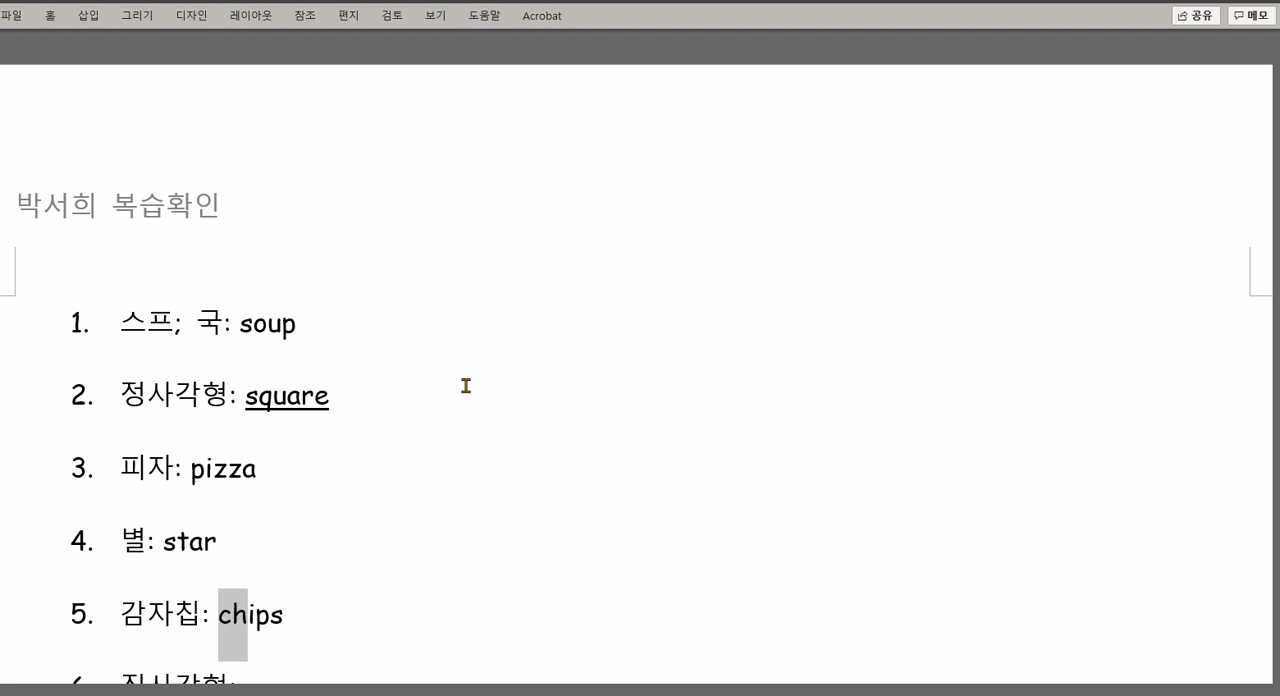 파일 홈 삽입 그리기 디자인 레이아웃 참조 편지 검토 보기 도움말 Acrobat 공유 메모
박서희 복습확인
1. 스프; 국: soup
2. 정사각형: square
3. 피자: pizza
4. 별: star
5. 감자칩: chips